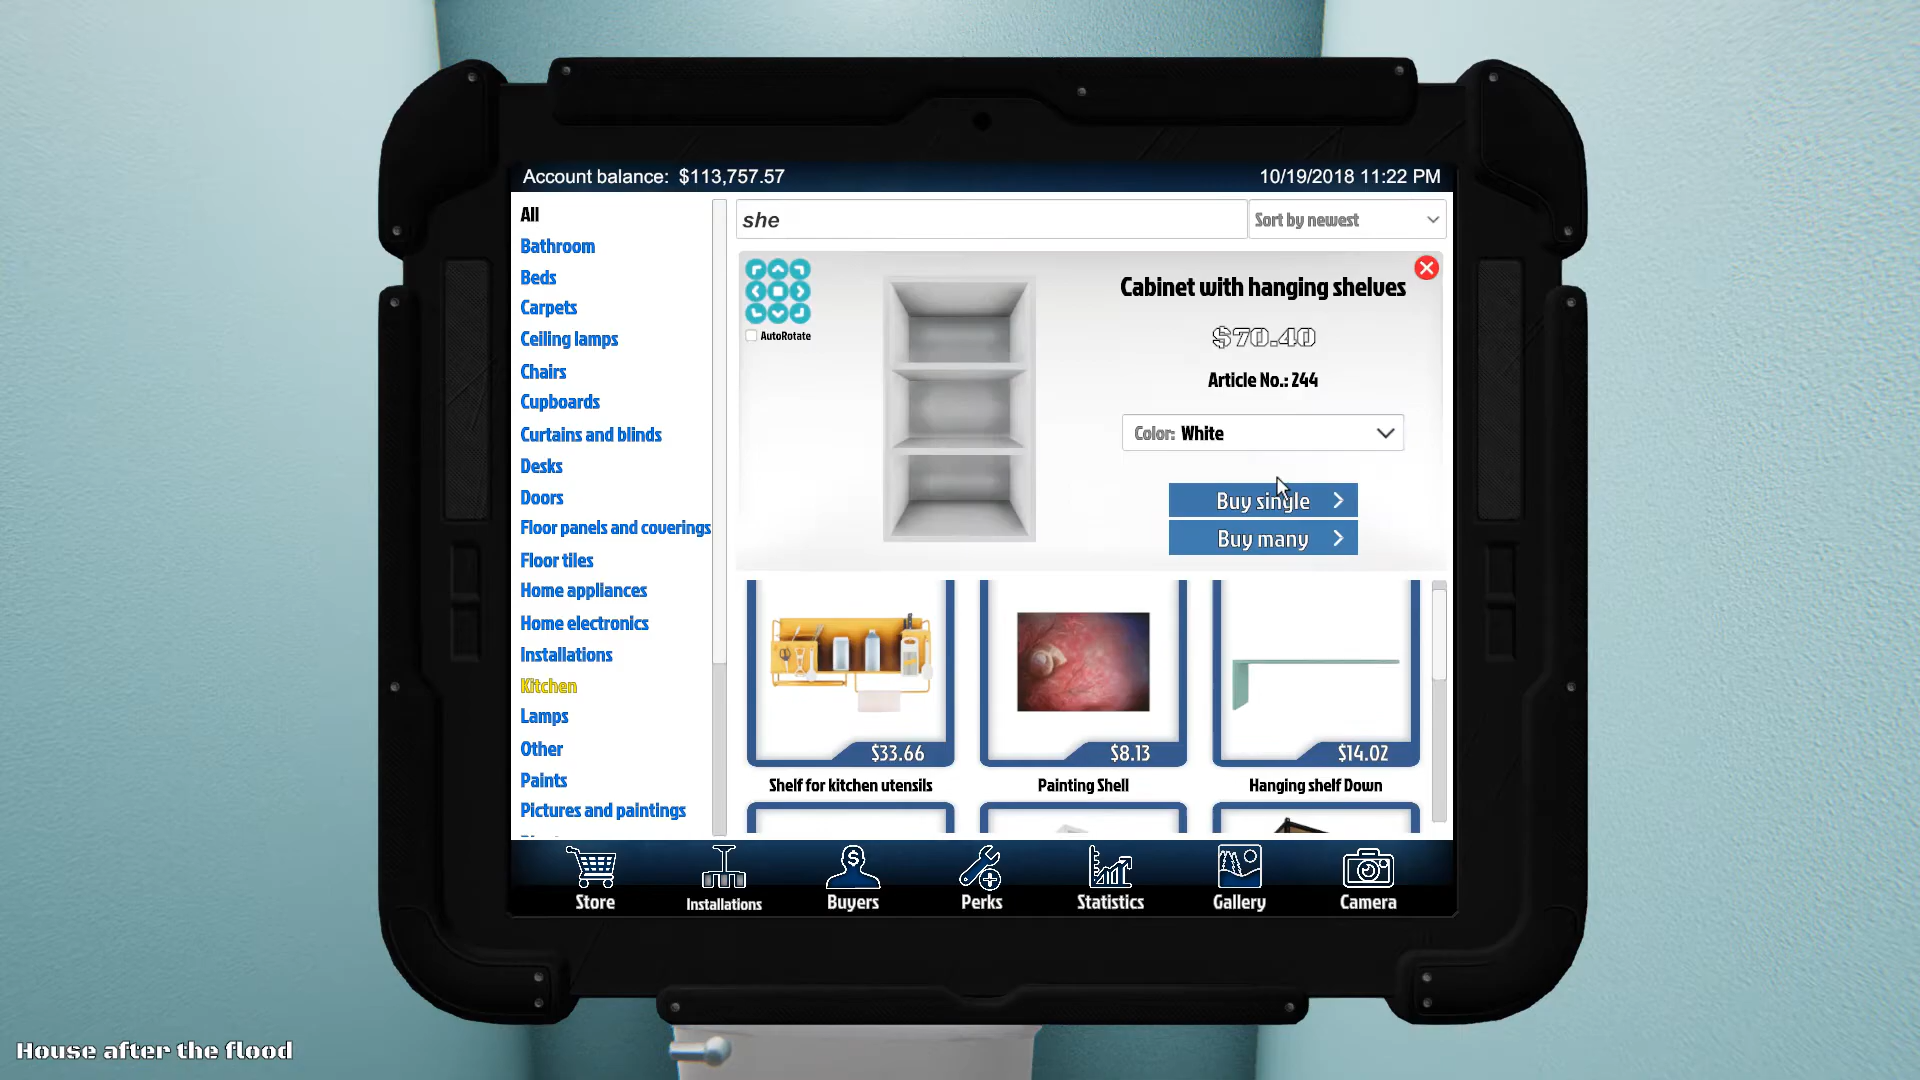 Account balance: $113,757.57
10/19/2018 11:22 PM
All
Bathroom
Beds
Carpets
Ceiling lamps
Chairs
Cupboards
Curtains and blinds
Desks
Doors
Floor panels and coverings
Floor tiles
Home appliances
Home electronics
Installations
Kitchen
Lamps
Other
Paints
Pictures and paintings
she
Sort by newest
AutoRotate
Cabinet with hanging shelves
$70.40
Article No.: 244
Color: White
Buy single
Buy many
$33.66
$8.13
$14.02
Shelf for kitchen utensils
Painting Shell
Hanging shelf Down
Store
Installations
Buyers
Perks
Statistics
Gallery
Camera
House after the flood